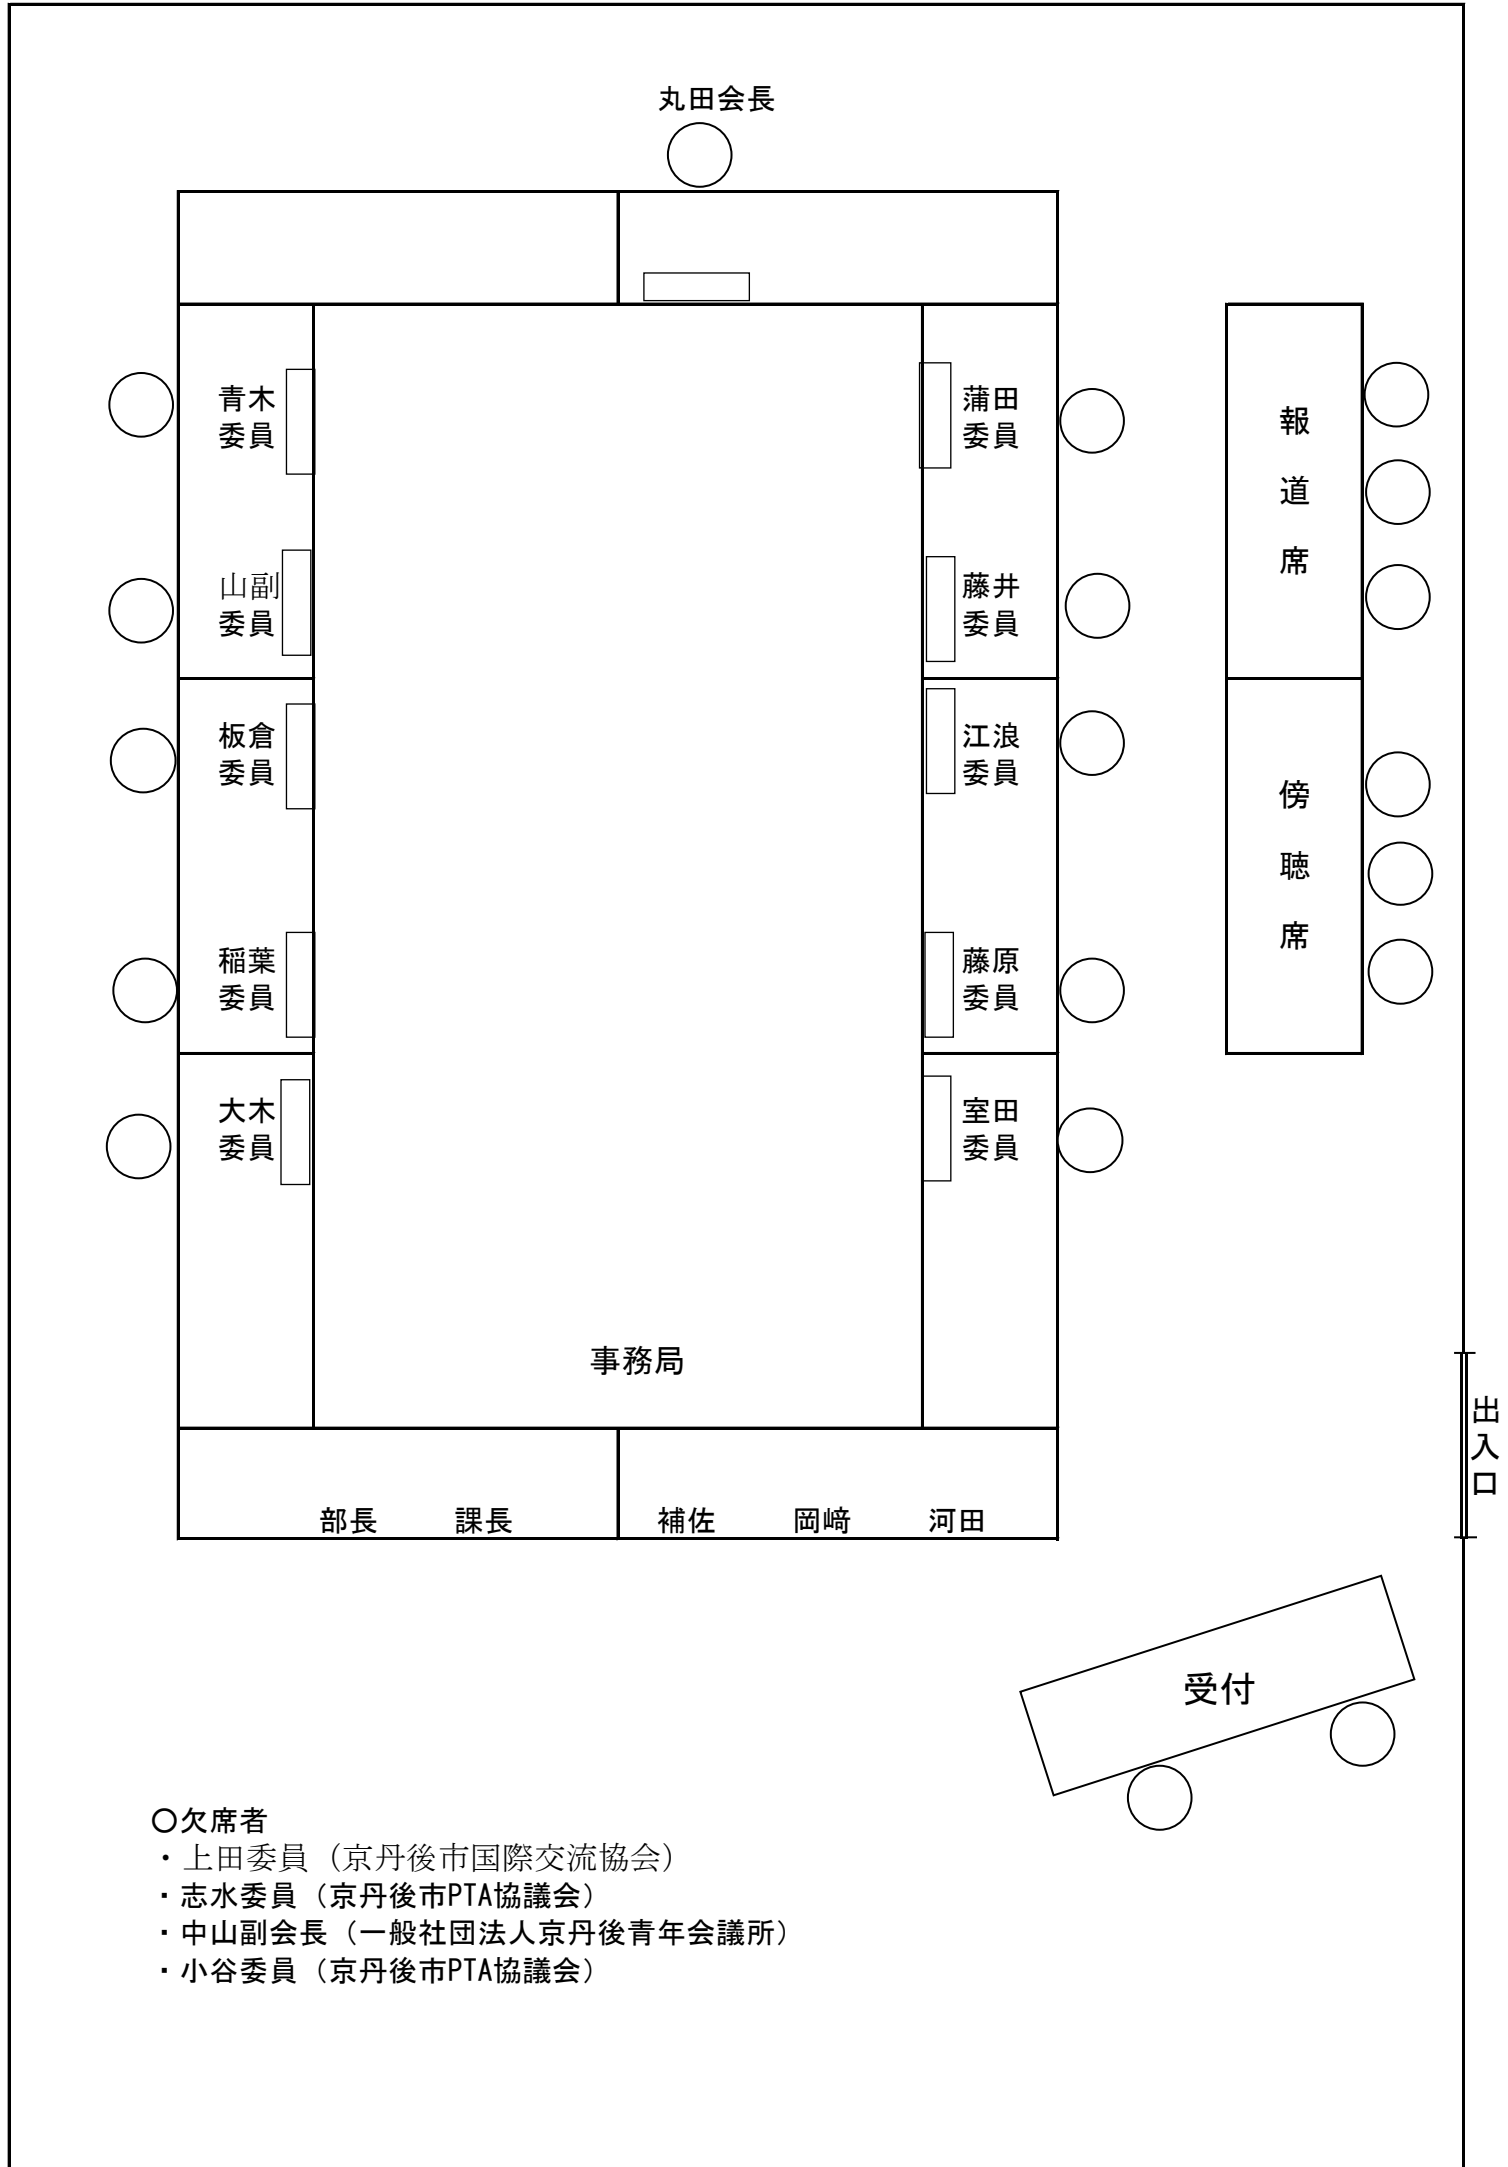 丸田会長
青木
委員
蒲田
委員
報
道
席
山副
委員
藤井
委員
板倉
委員
江浪
委員
傍
聴
席
稲葉
委員
藤原
委員
大木
委員
室田
委員
事務局
出
入
口
部長 課長 補佐 岡﨑 河田
受付
○欠席者
・上田委員（京丹後市国際交流協会）
・志水委員（京丹後市PTA協議会）
・中山副会長（一般社団法人京丹後青年会議所）
・小谷委員（京丹後市PTA協議会）